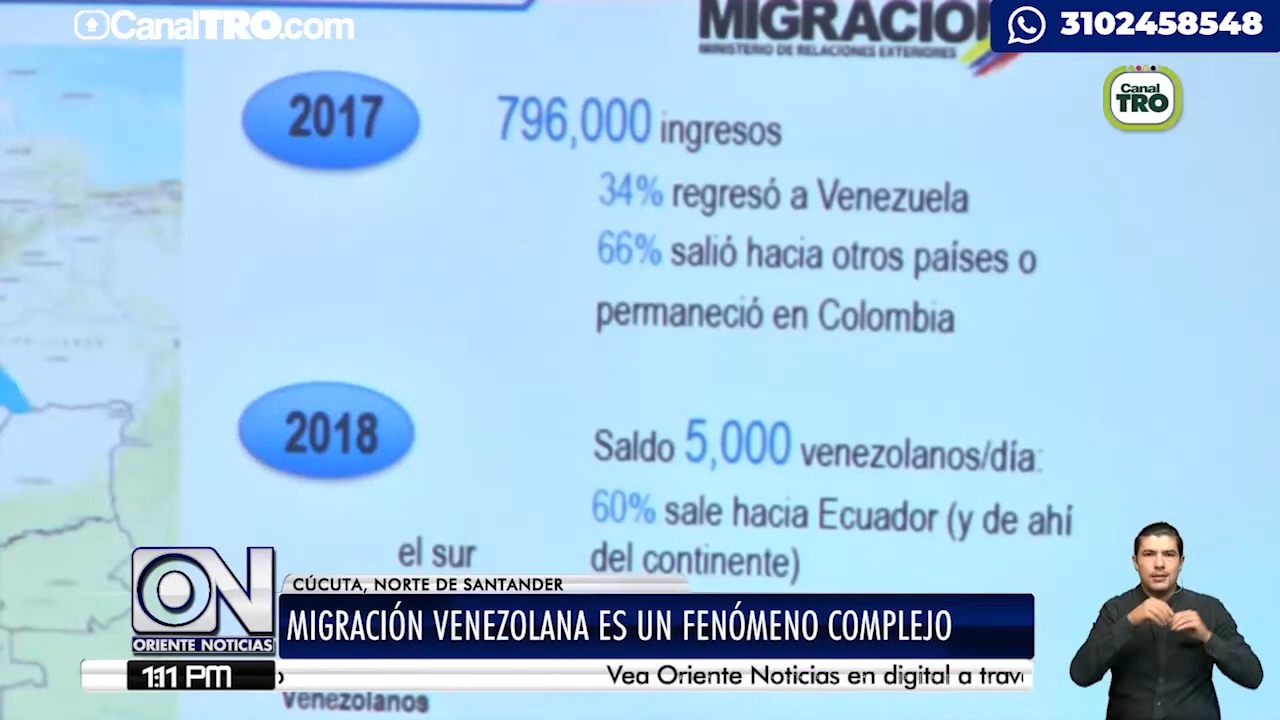 CanalTRO.com
MIGRACIÓN
MINISTERIO DE RELACIONES EXTERIORES
3102458548
Canal
TRO
2017
796,000 ingresos
34% regresó a Venezuela
66% salió hacia otros países o
permaneció en Colombia
2018
Saldo 5,000 venezolanos/día:
60% sale hacia Ecuador (y de ahí
el sur del continente)
ON
ORIENTE NOTICIAS
CÚCUTA, NORTE DE SANTANDER
MIGRACIÓN VENEZOLANA ES UN FENÓMENO COMPLEJO
1:11 PM
Vea Oriente Noticias en digital a trav
Venezolanos